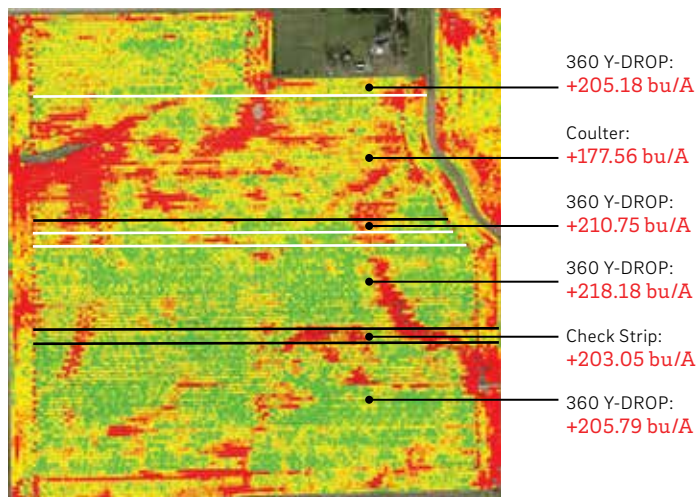 360 Y-DROP:
+205.18 bu/A
Coulter:
+177.56 bu/A
360 Y-DROP:
+210.75 bu/A
360 Y-DROP:
+218.18 bu/A
Check Strip:
+203.05 bu/A
360 Y-DROP:
+205.79 bu/A